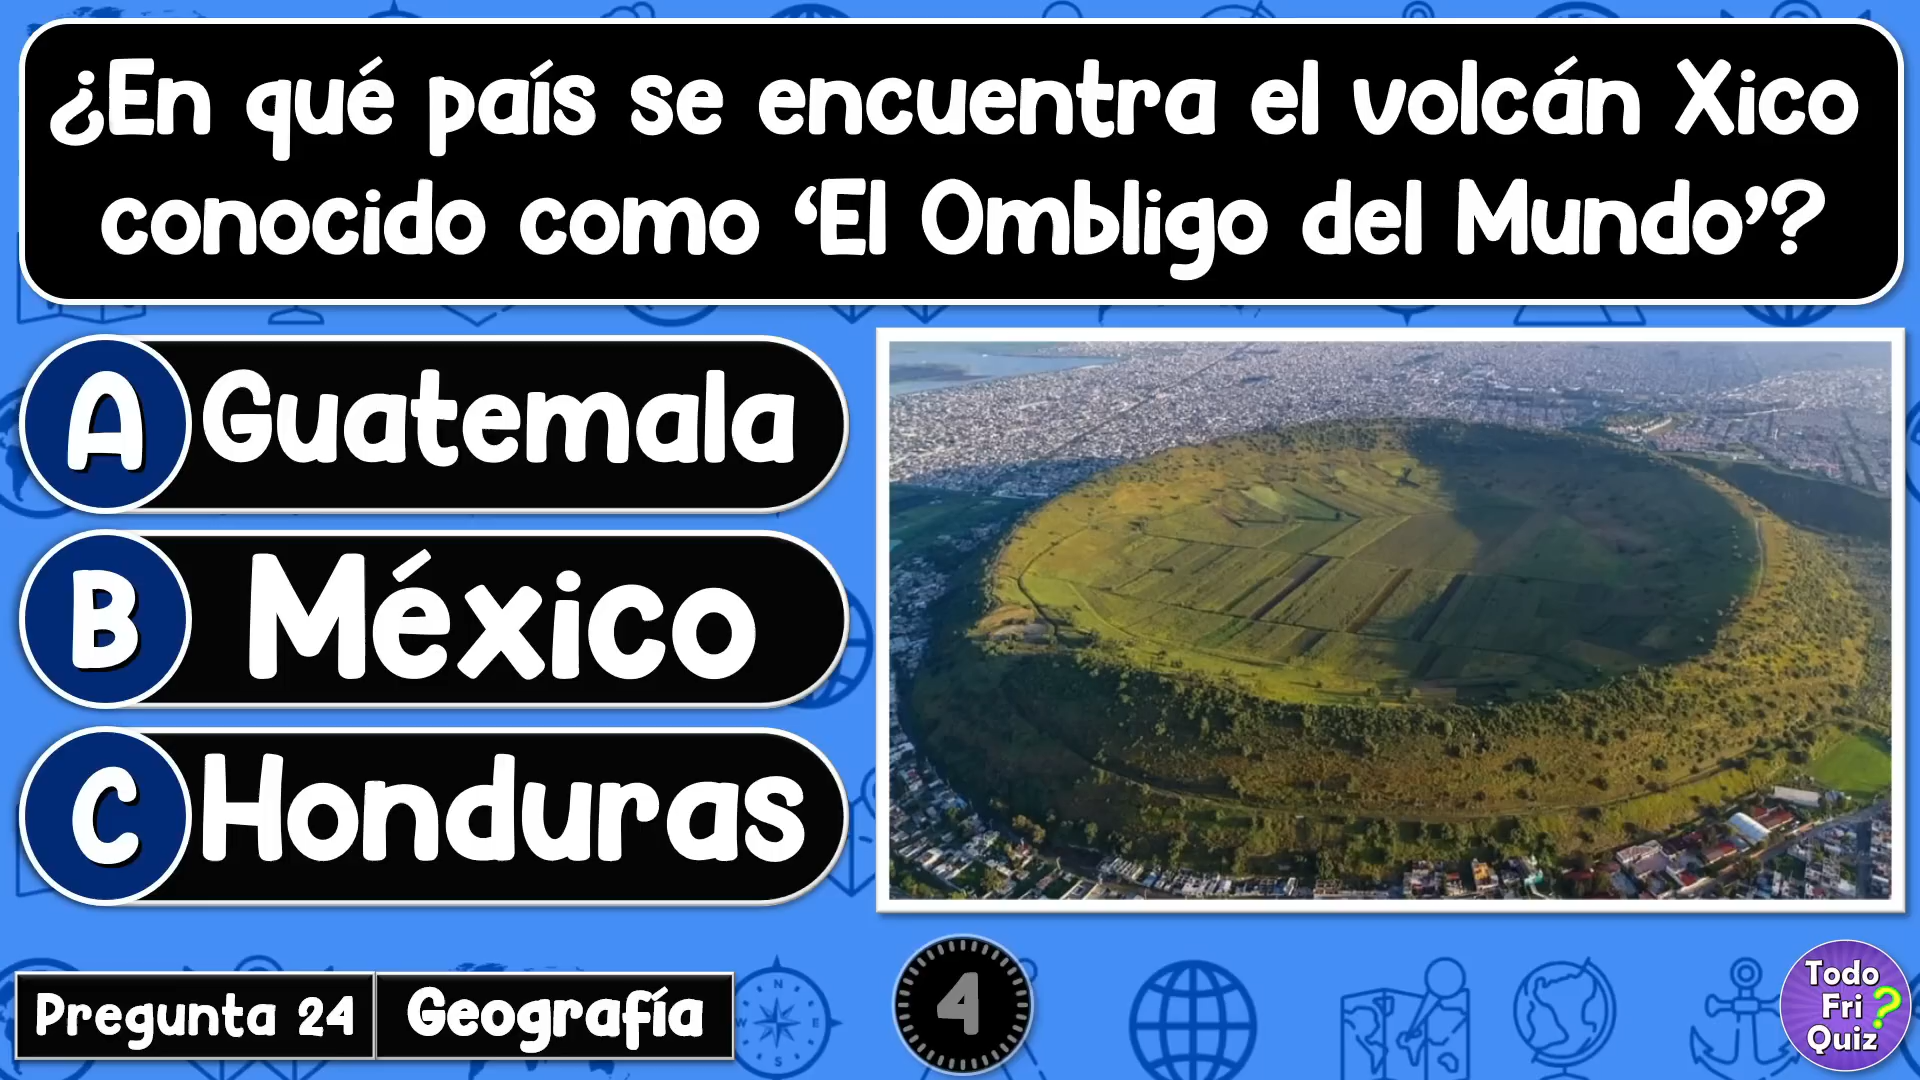 ¿En qué país se encuentra el volcán Xico
conocido como ‘El Ombligo del Mundo’?
A Guatemala
B México
C Honduras
Pregunta 24
Geografía
4
N
W E
S
Todo
Fri
Quiz
?